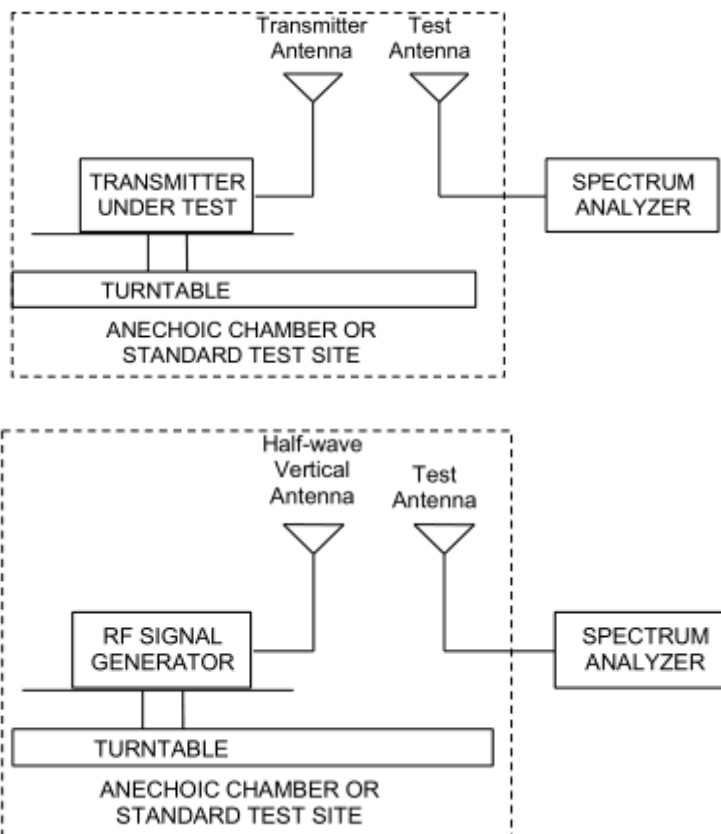 Transmitter
Antenna
Test
Antenna
TRANSMITTER
UNDER TEST
SPECTRUM
ANALYZER
TURNTABLE
ANECHOIC CHAMBER OR
STANDARD TEST SITE
Half-wave
Vertical
Antenna
Test
Antenna
RF SIGNAL
GENERATOR
SPECTRUM
ANALYZER
TURNTABLE
ANECHOIC CHAMBER OR
STANDARD TEST SITE